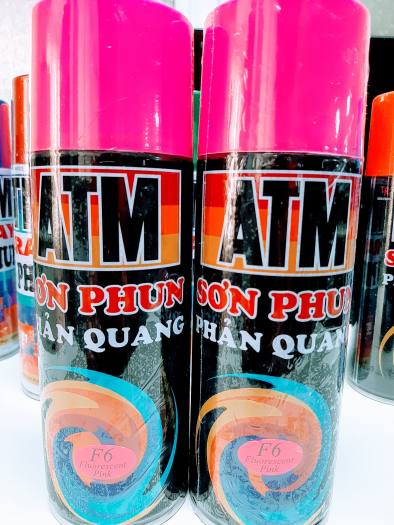 ATM
SƠN PHUN
PHẢN QUANG
F6
Fluorescent
Pink
ATM
SƠN PHUN
PHẢN QUANG
F6
Fluorescent
Pink